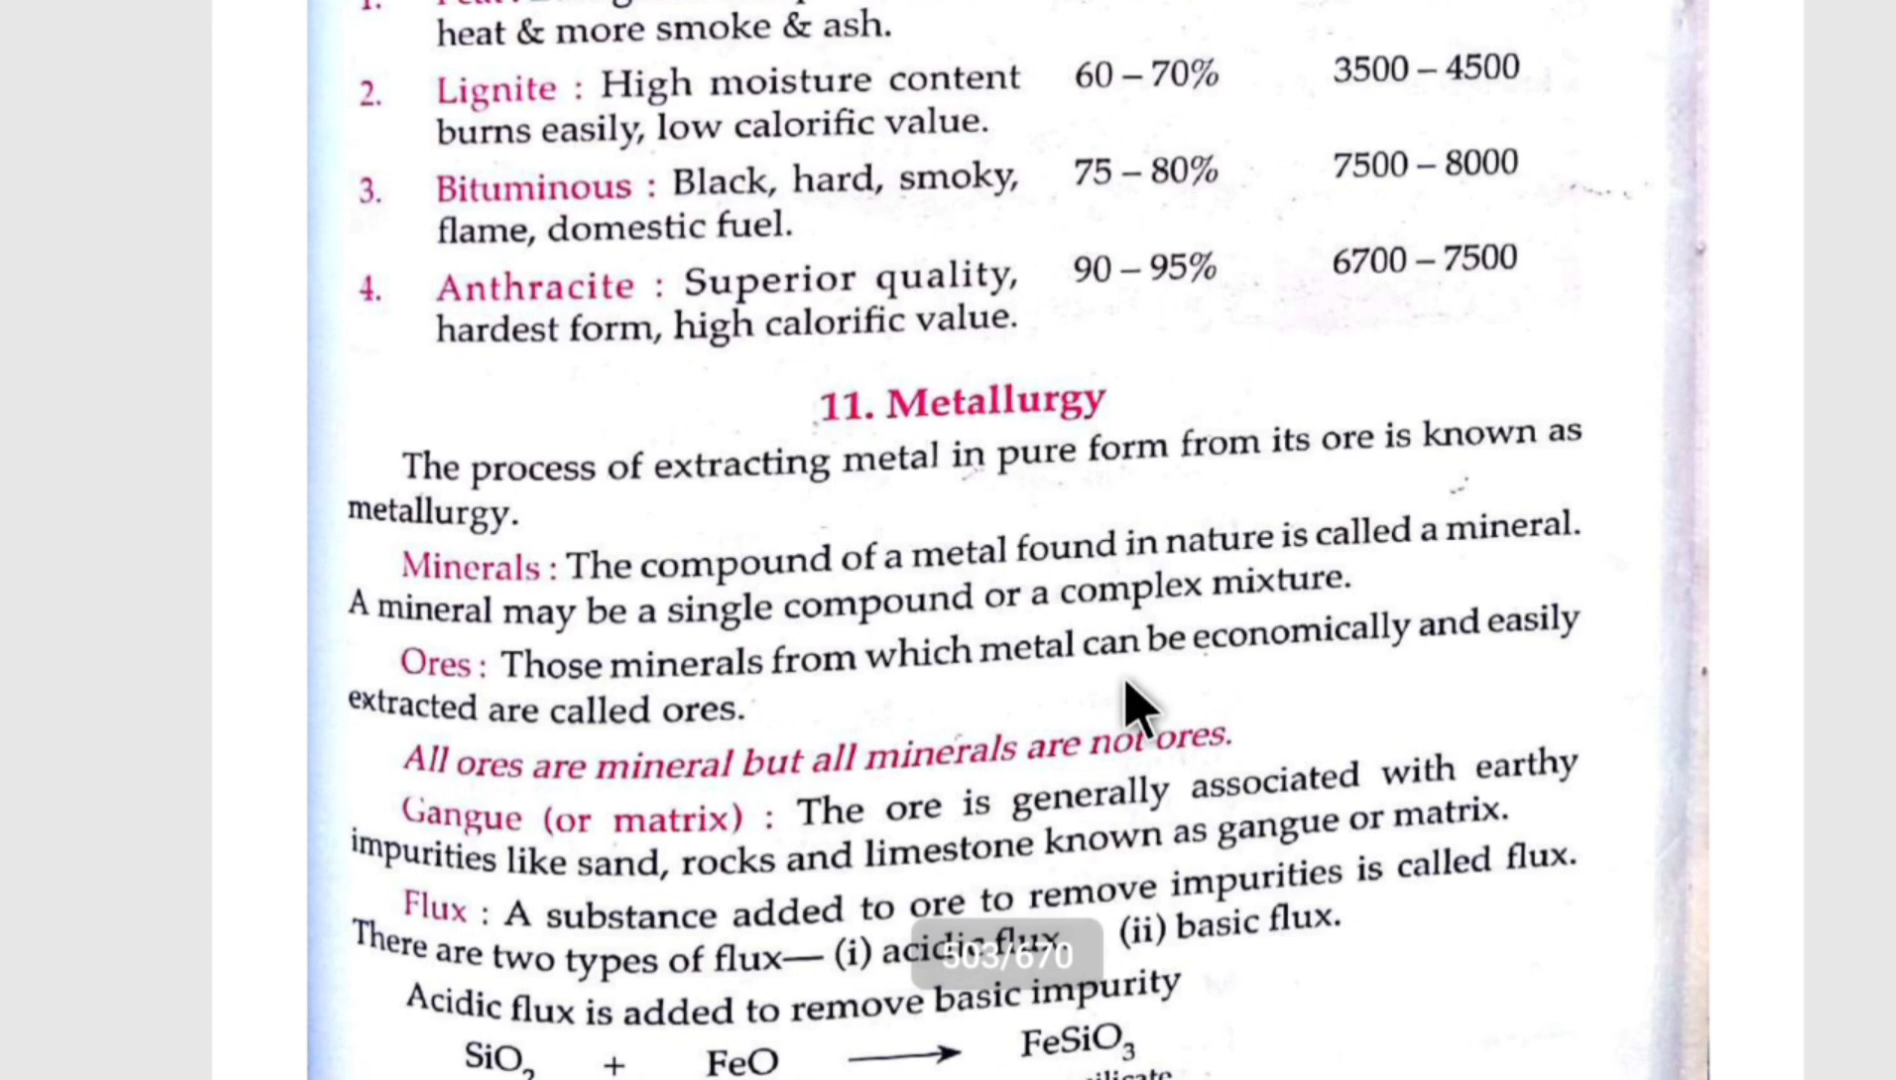 1.
heat & more smoke & ash.
2. Lignite : High moisture content 60 – 70% 3500 – 4500
burns easily, low calorific value.
3. Bituminous : Black, hard, smoky, 75 – 80% 7500 – 8000
flame, domestic fuel.
4. Anthracite : Superior quality, 90 – 95% 6700 – 7500
hardest form, high calorific value.
11. Metallurgy
The process of extracting metal in pure form from its ore is known as
metallurgy.
Minerals : The compound of a metal found in nature is called a mineral.
A mineral may be a single compound or a complex mixture.
Ores : Those minerals from which metal can be economically and easily
extracted are called ores.
All ores are mineral but all minerals are not ores.
Gangue (or matrix) : The ore is generally associated with earthy
impurities like sand, rocks and limestone known as gangue or matrix.
Flux : A substance added to ore to remove impurities is called flux.
There are two types of flux— (i) acidic flux (ii) basic flux.
503/670
Acidic flux is added to remove basic impurity
SiO₂ + FeO ⟶ FeSiO₃